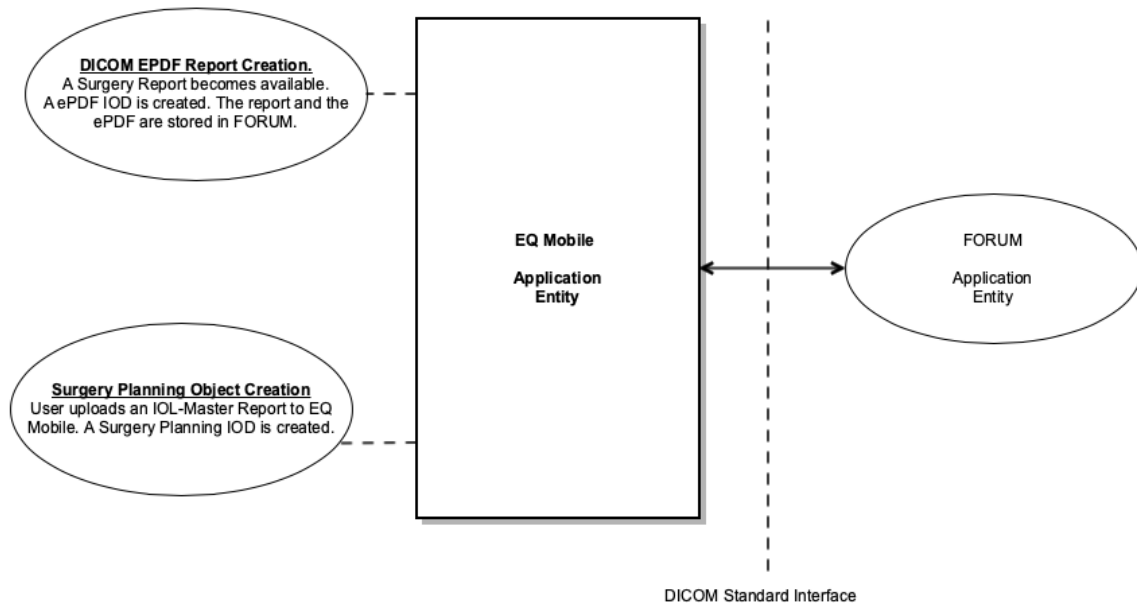 DICOM EPDF Report Creation.
A Surgery Report becomes available.
A ePDF IOD is created. The report and the
ePDF are stored in FORUM.
EQ Mobile
Application
Entity
FORUM
Application
Entity
Surgery Planning Object Creation
User uploads an IOL-Master Report to EQ
Mobile. A Surgery Planning IOD is created.
DICOM Standard Interface